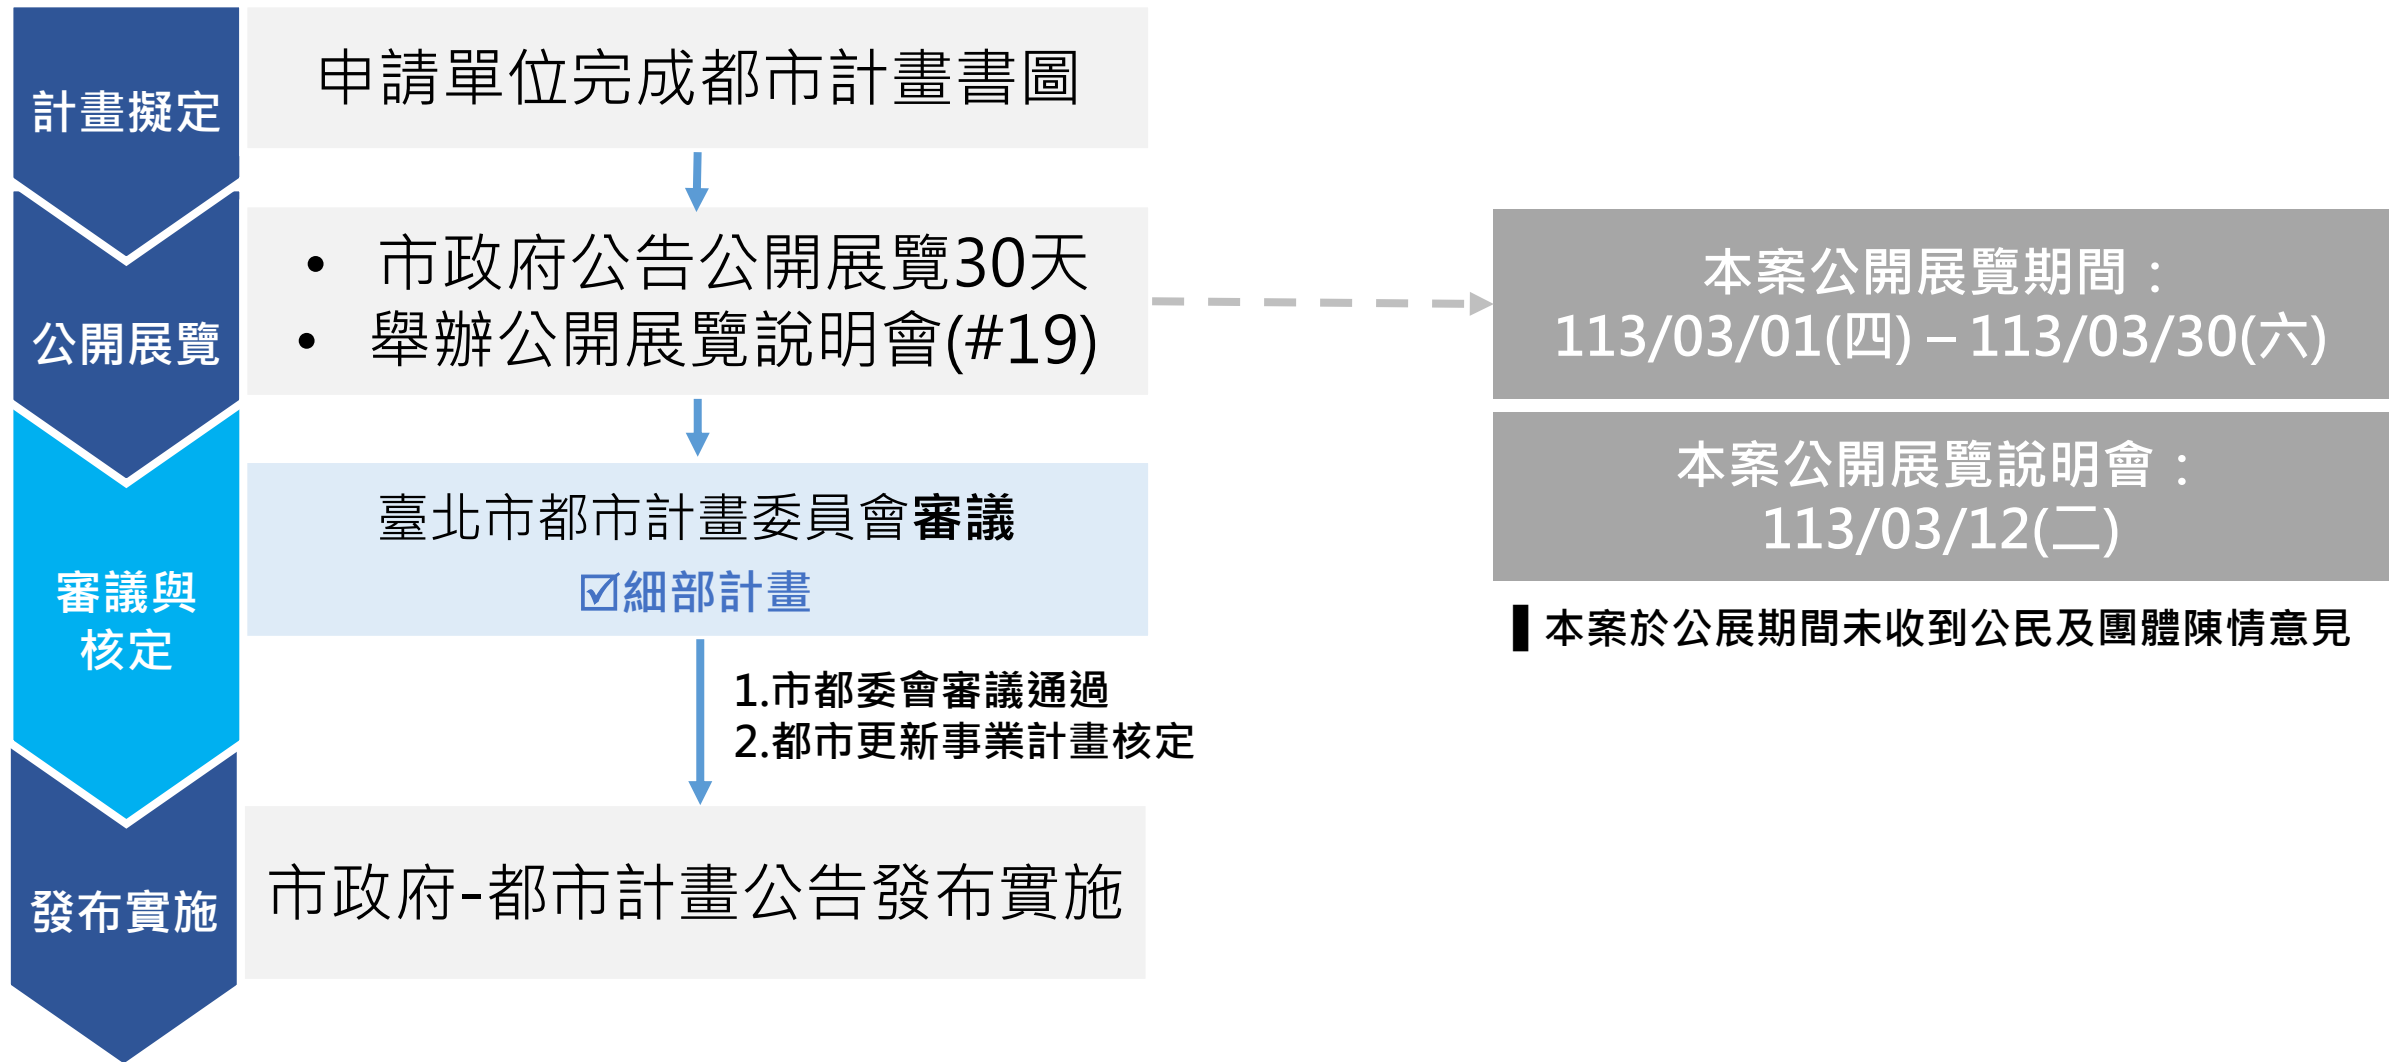 計畫擬定
申請單位完成都市計畫書圖
公開展覽
• 市政府公告公開展覽30天
• 舉辦公開展覽說明會(#19)
本案公開展覽期間：
113/03/01(四) – 113/03/30(六)
本案公開展覽說明會：
113/03/12(二)
本案於公展期間未收到公民及團體陳情意見
審議與
核定
臺北市都市計畫委員會審議
☑細部計畫
1.市都委會審議通過
2.都市更新事業計畫核定
發布實施
市政府-都市計畫公告發布實施